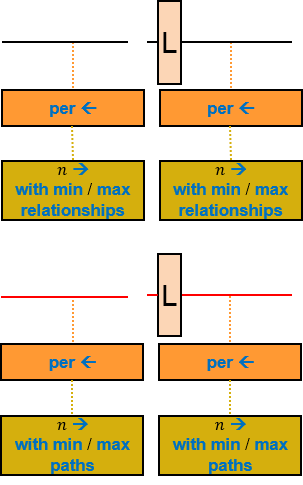 L
per ← per ←
n → n →
with min / max with min / max
relationships relationships
L
per ← per ←
n → n →
with min / max with min / max
paths paths